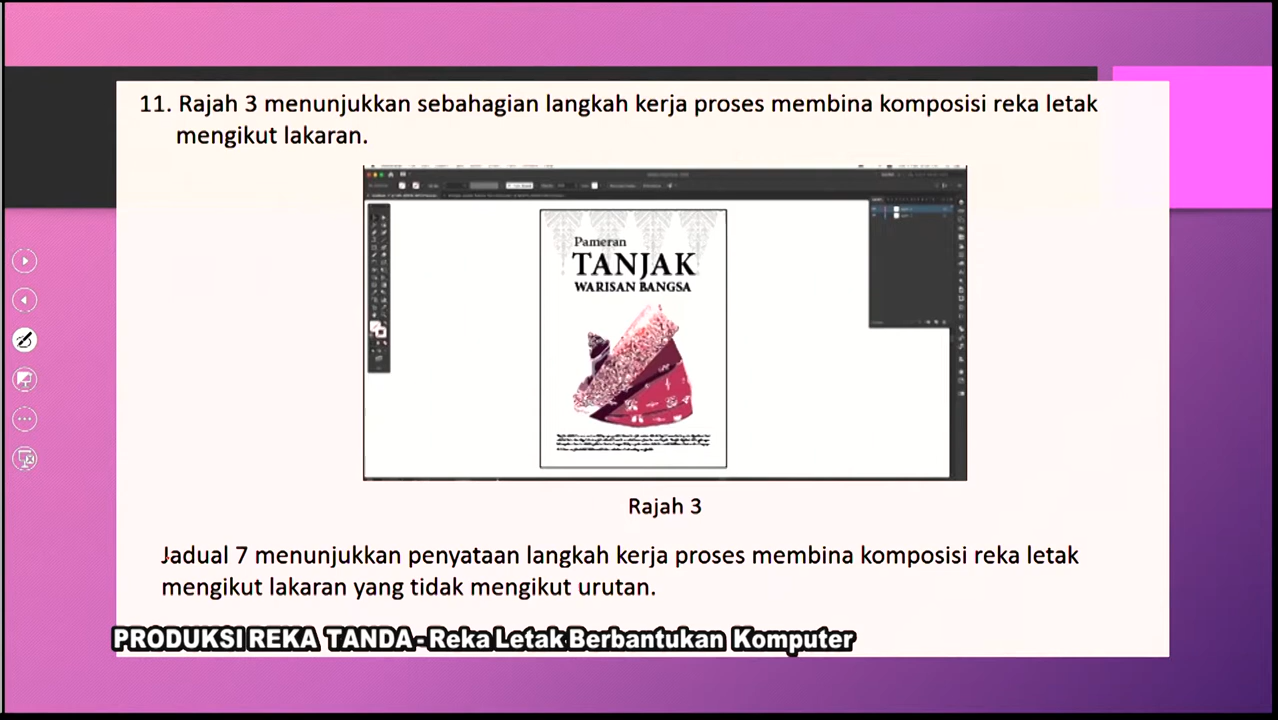 11. Rajah 3 menunjukkan sebahagian langkah kerja proses membina komposisi reka letak
mengikut lakaran.
Pameran
TANJAK
WARISAN BANGSA
Rajah 3
Jadual 7 menunjukkan penyataan langkah kerja proses membina komposisi reka letak
mengikut lakaran yang tidak mengikut urutan.
PRODUKSI REKA TANDA - Reka Letak Berbantukan Komputer